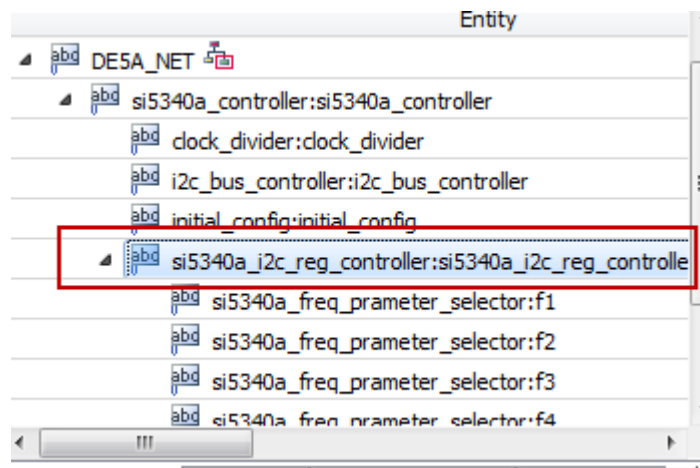 Entity
DE5A_NET
si5340a_controller:si5340a_controller
clock_divider:clock_divider
i2c_bus_controller:i2c_bus_controller
initial_config:initial_config
si5340a_i2c_reg_controller:si5340a_i2c_reg_controlle
si5340a_freq_prameter_selector:f1
si5340a_freq_prameter_selector:f2
si5340a_freq_prameter_selector:f3
si5340a_freq_prameter_selector:f4